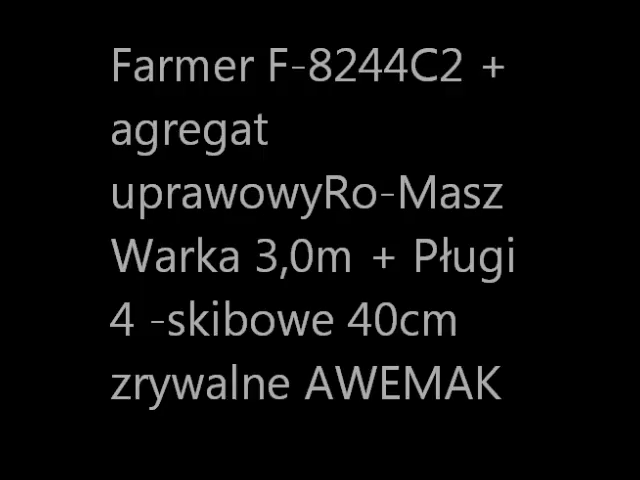 Farmer F-8244C2 +
agregat
uprawowyRo-Masz
Warka 3,0m + Pługi
4 -skibowe 40cm
zrywalne AWEMAK